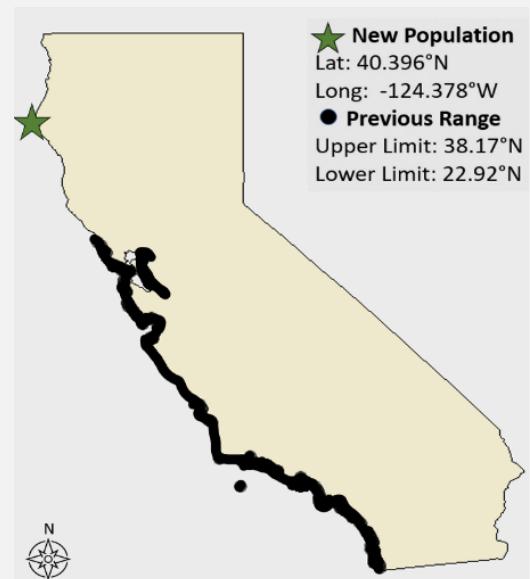 New Population
Lat: 40.396°N
Long: -124.378°W
Previous Range
Upper Limit: 38.17°N
Lower Limit: 22.92°N
N